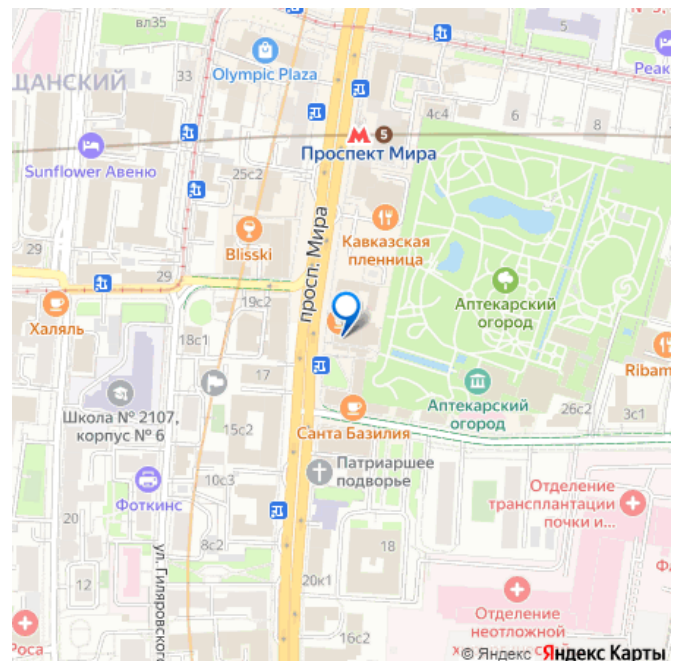 вл35
5
Olympic Plaza
33
Реак
ЩАНСКИЙ
4с4
6
8
5
Проспект Мира
Sunflower Авеню
25с2
Blisski
Кавказская
пленница
просп. Мира
29
29
19с2
Аптекарский
огород
Халяль
18с1
17
Ribam
Школа № 2107,
корпус № 6
Аптекарский
огород
26с2
3с1
15с2
Санта Базилия
Патриаршее
подворье
Фоткинс
10с3
Отделение
трансплантации
почки и...
20
8с2
ул. Гиляровского
18
12
20к1
Роса
16с2
Отделение
неотложной
© Яндекс Яндекс Карты